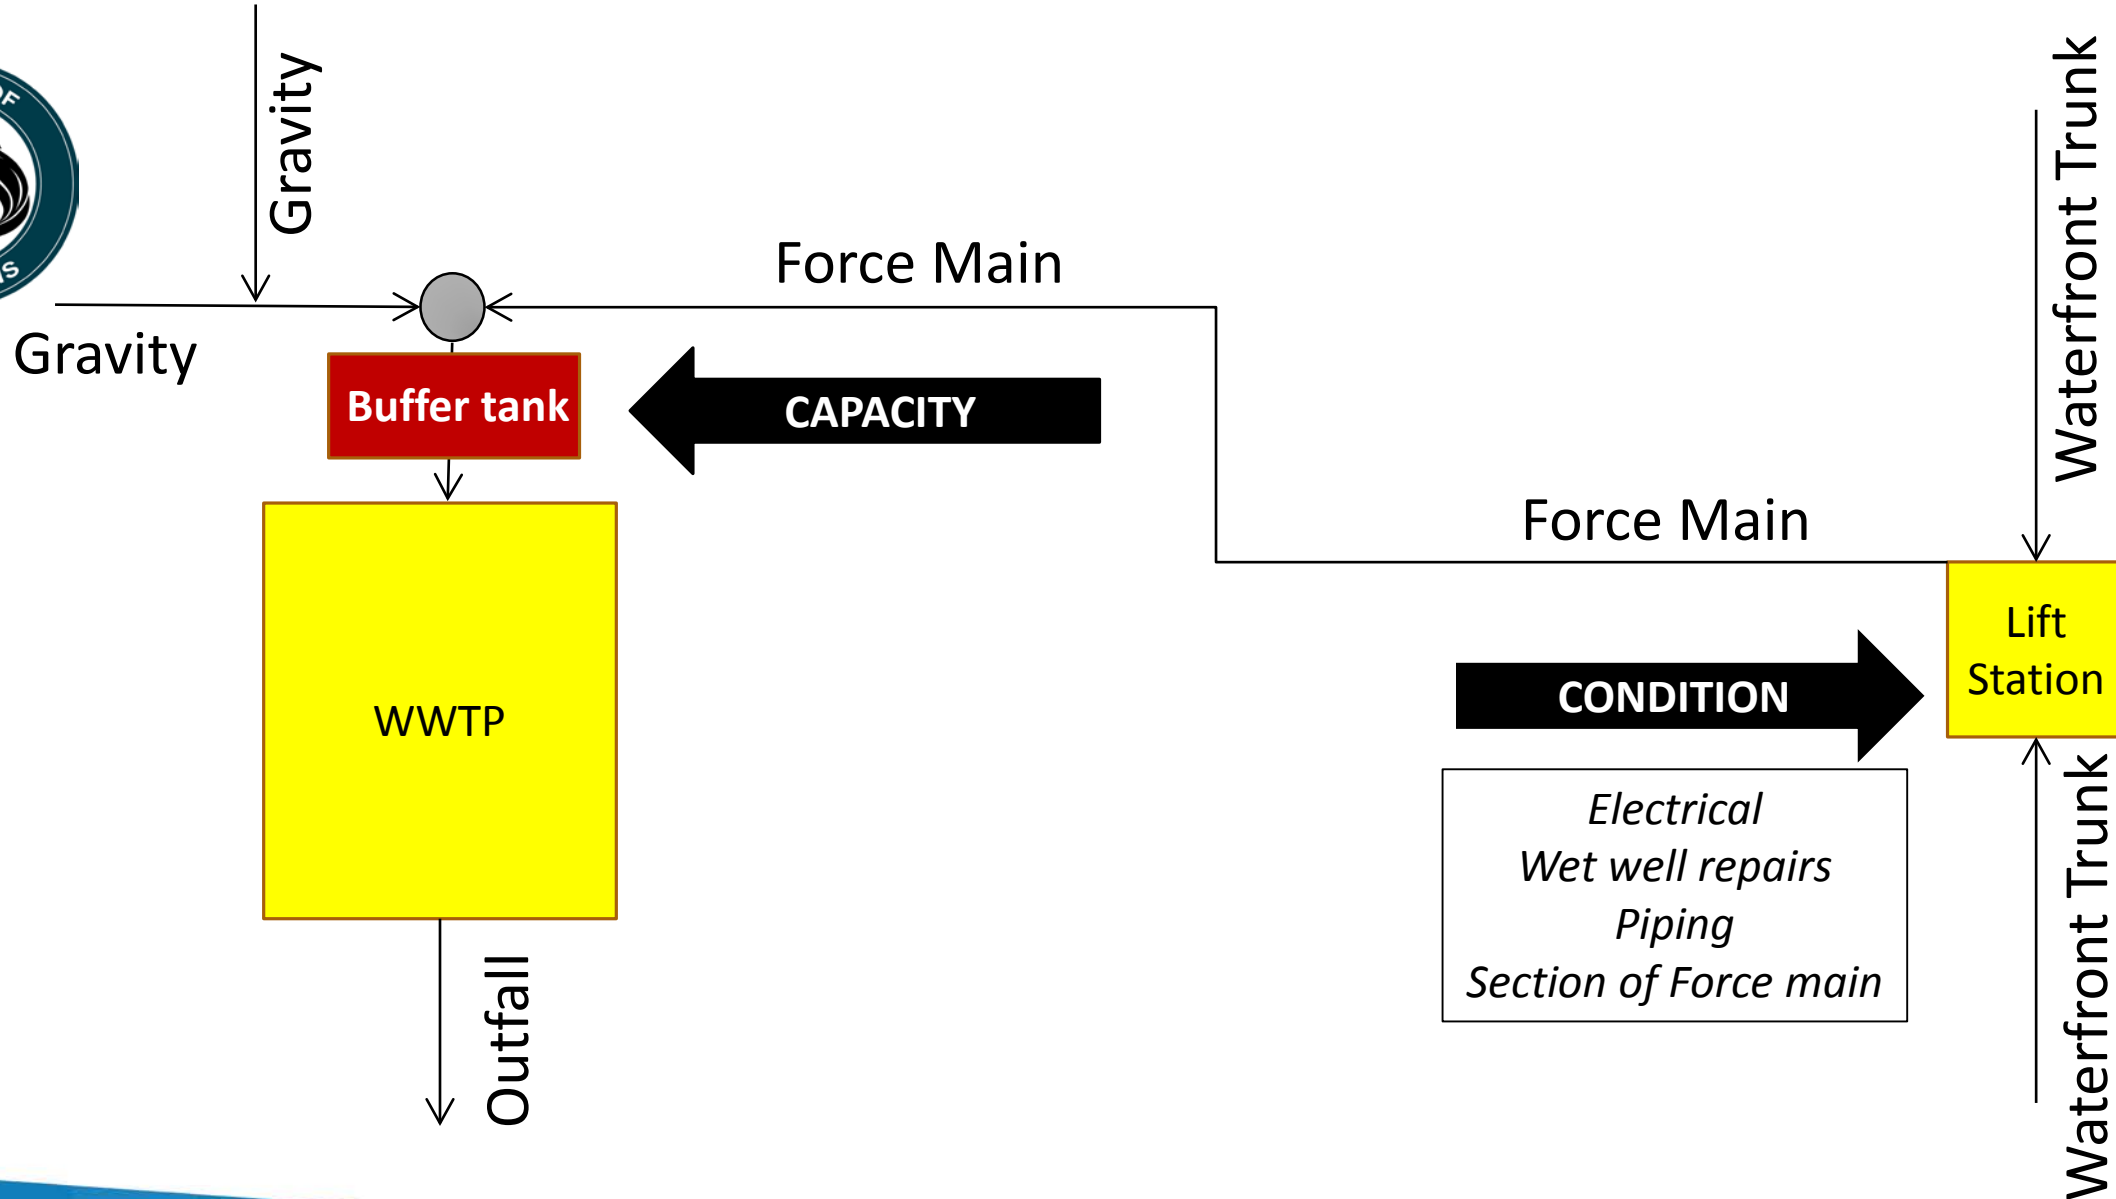 OF
Gravity
Waterfront Trunk
Force Main
Gravity
Buffer tank
CAPACITY
Force Main
Lift
Station
WWTP
CONDITION
Electrical
Wet well repairs
Piping
Section of Force main
Outfall
Waterfront Trunk